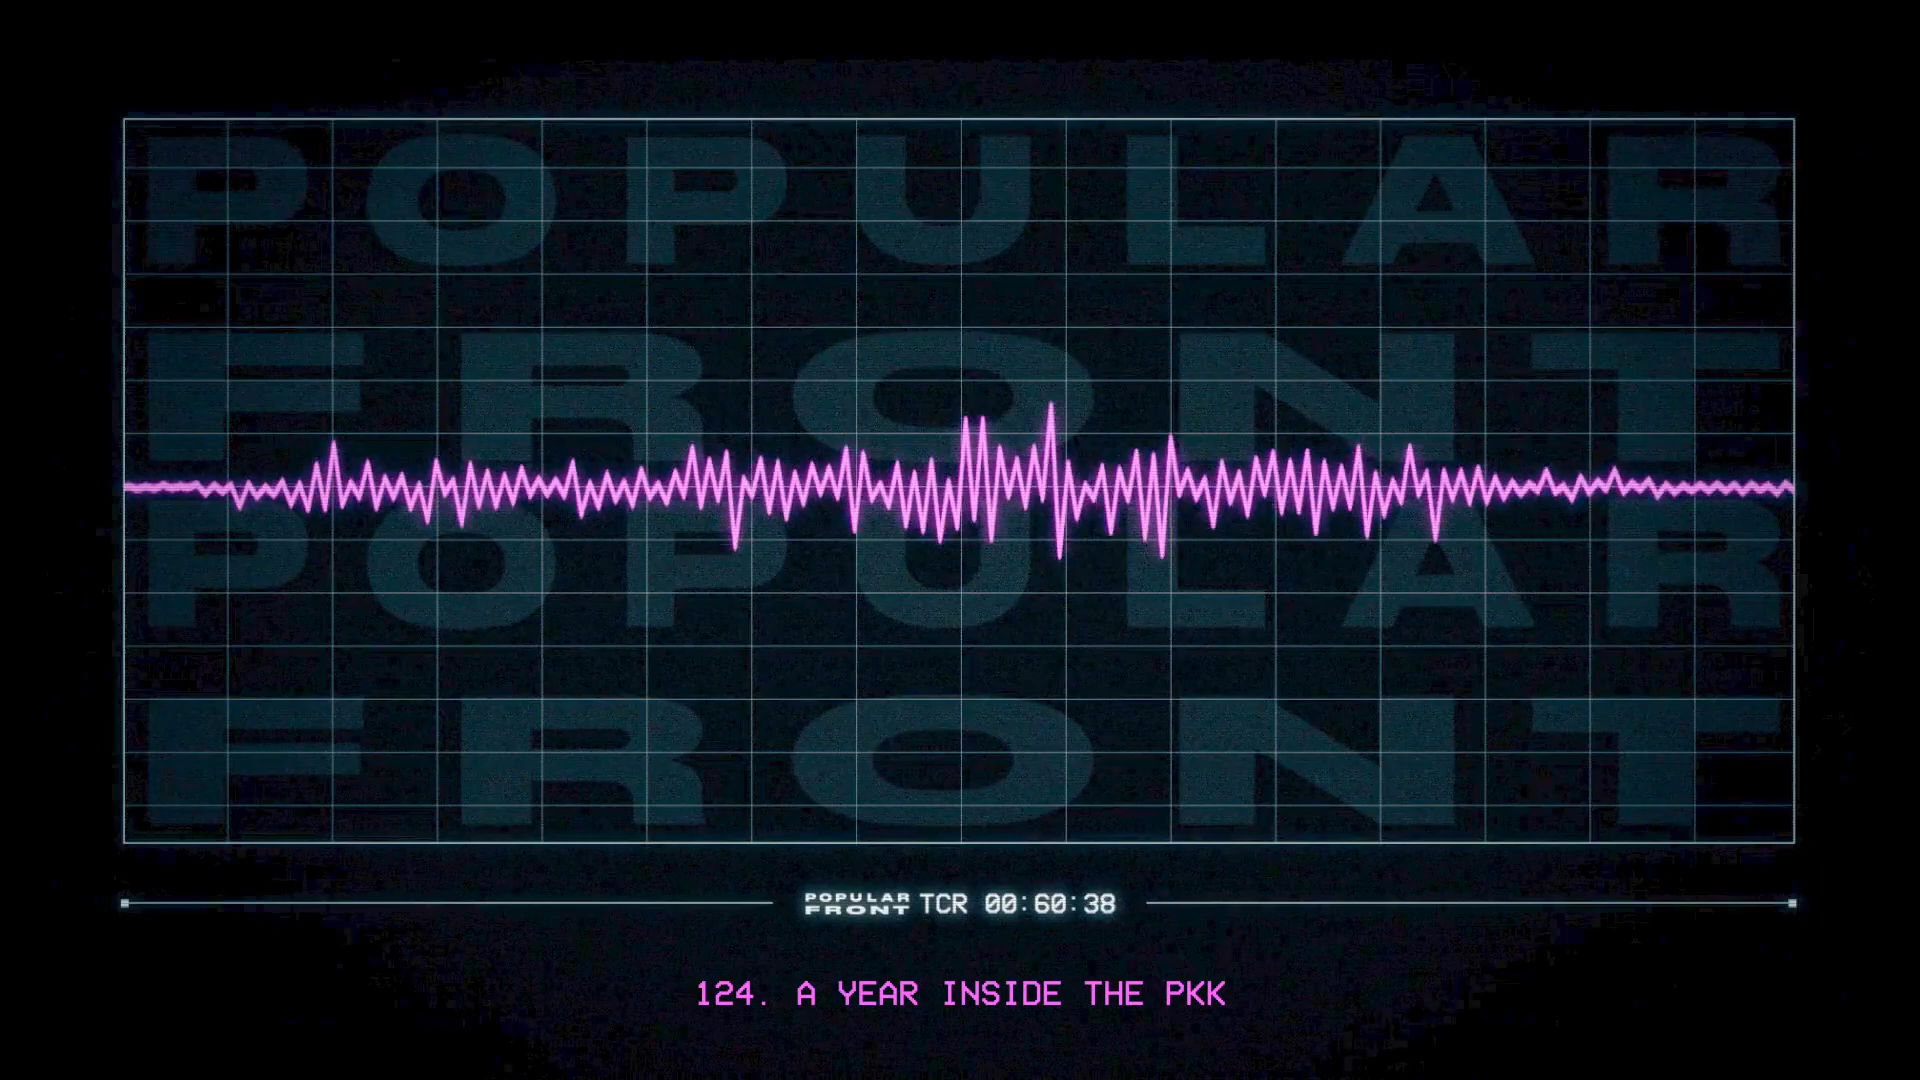 POPULAR
FRONT
POPULAR
FRONT
POPULAR FRONT TCR 00:60:38
124. A YEAR INSIDE THE PKK